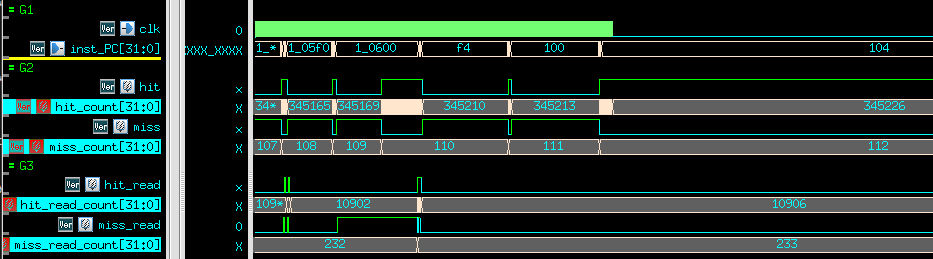 = G1
Ver clk 0
Ver inst_PC[31:0] XXX_XXXX 1_* 1_05f0 1_0600 f4 100 104
= G2
Ver hit x
Ver hit_count[31:0] X 34* 345165 345169 345210 345213 345226
Ver miss x
Ver miss_count[31:0] X 107 108 109 110 111 112
= G3
Ver hit_read x
hit_read_count[31:0] X 109* 10902 10906
Ver miss_read 0
miss_read_count[31:0] X 232 233